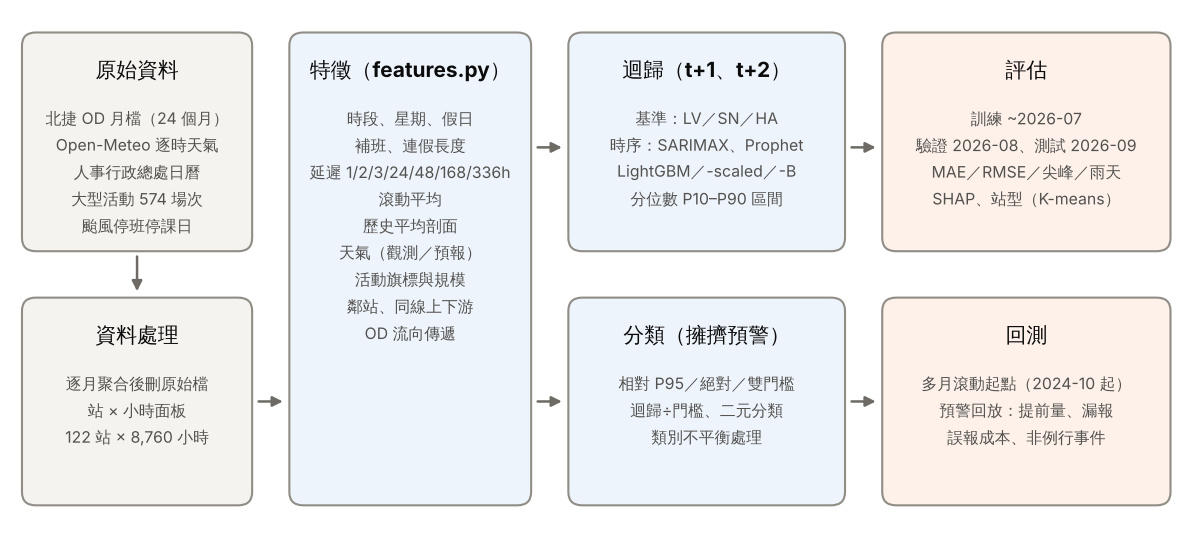 原始資料
北捷 OD 月檔（24 個月）
Open-Meteo 逐時天氣
人事行政總處日曆
大型活動 574 場次
颱風停班停課日
資料處理
逐月聚合後刪原始檔
站 × 小時面板
122 站 × 8,760 小時
特徵（features.py）
時段、星期、假日
補班、連假長度
延遲 1/2/3/24/48/168/336h
滾動平均
歷史平均剖面
天氣（觀測／預報）
活動旗標與規模
鄰站、同線上下游
OD 流向傳遞
迴歸（t+1、t+2）
基準：LV／SN／HA
時序：SARIMAX、Prophet
LightGBM／-scaled／-B
分位數 P10–P90 區間
分類（擁擠預警）
相對 P95／絕對／雙門檻
迴歸÷門檻、二元分類
類別不平衡處理
評估
訓練 ~2026-07
驗證 2026-08、測試 2026-09
MAE／RMSE／尖峰／雨天
SHAP、站型（K-means）
回測
多月滾動起點（2024-10 起）
預警回放：提前量、漏報
誤報成本、非例行事件